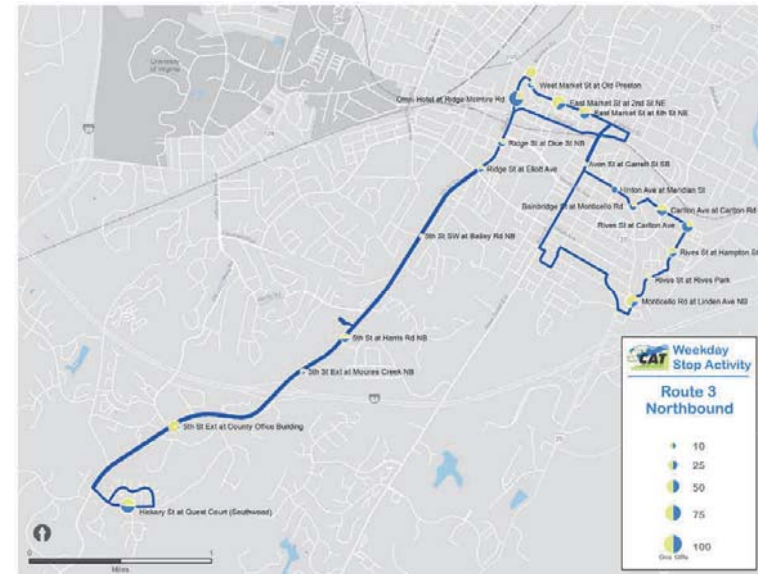 University
of Virginia
West Market St at Old Preston
Omni Hotel at Ridge McIntire Rd
East Market St at 2nd St NE
East Market St at 6th St NE
Ridge St at Dice St NB
Ridge St at Elliott Ave
Avon St at Garrett St SB
Hinton Ave at Meridian St
Bainbridge St at Monticello Rd
Carlton Ave at Carlton Rd
Rives St at Carlton Ave
5th St SW at Bailey Rd NB
Rives St at Hampton St
Rives St at Rives Park
Monticello Rd at Linden Ave NB
5th St at Harris Rd NB
5th St Ext at Moores Creek NB
5th St Ext at County Office Building
Hickory St at Quest Court (Southwood)
CAT
Weekday
Stop Activity
Route 3
Northbound
10
25
50
75
100
Ons Offs
0 1
Miles